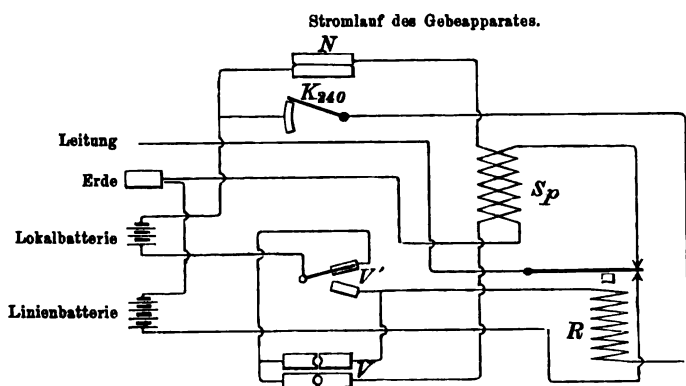 Stromlauf des Gebeapparates.
N
K240
Leitung
Erde
Sp
Lokalbatterie
V'
Linienbatterie
R
V